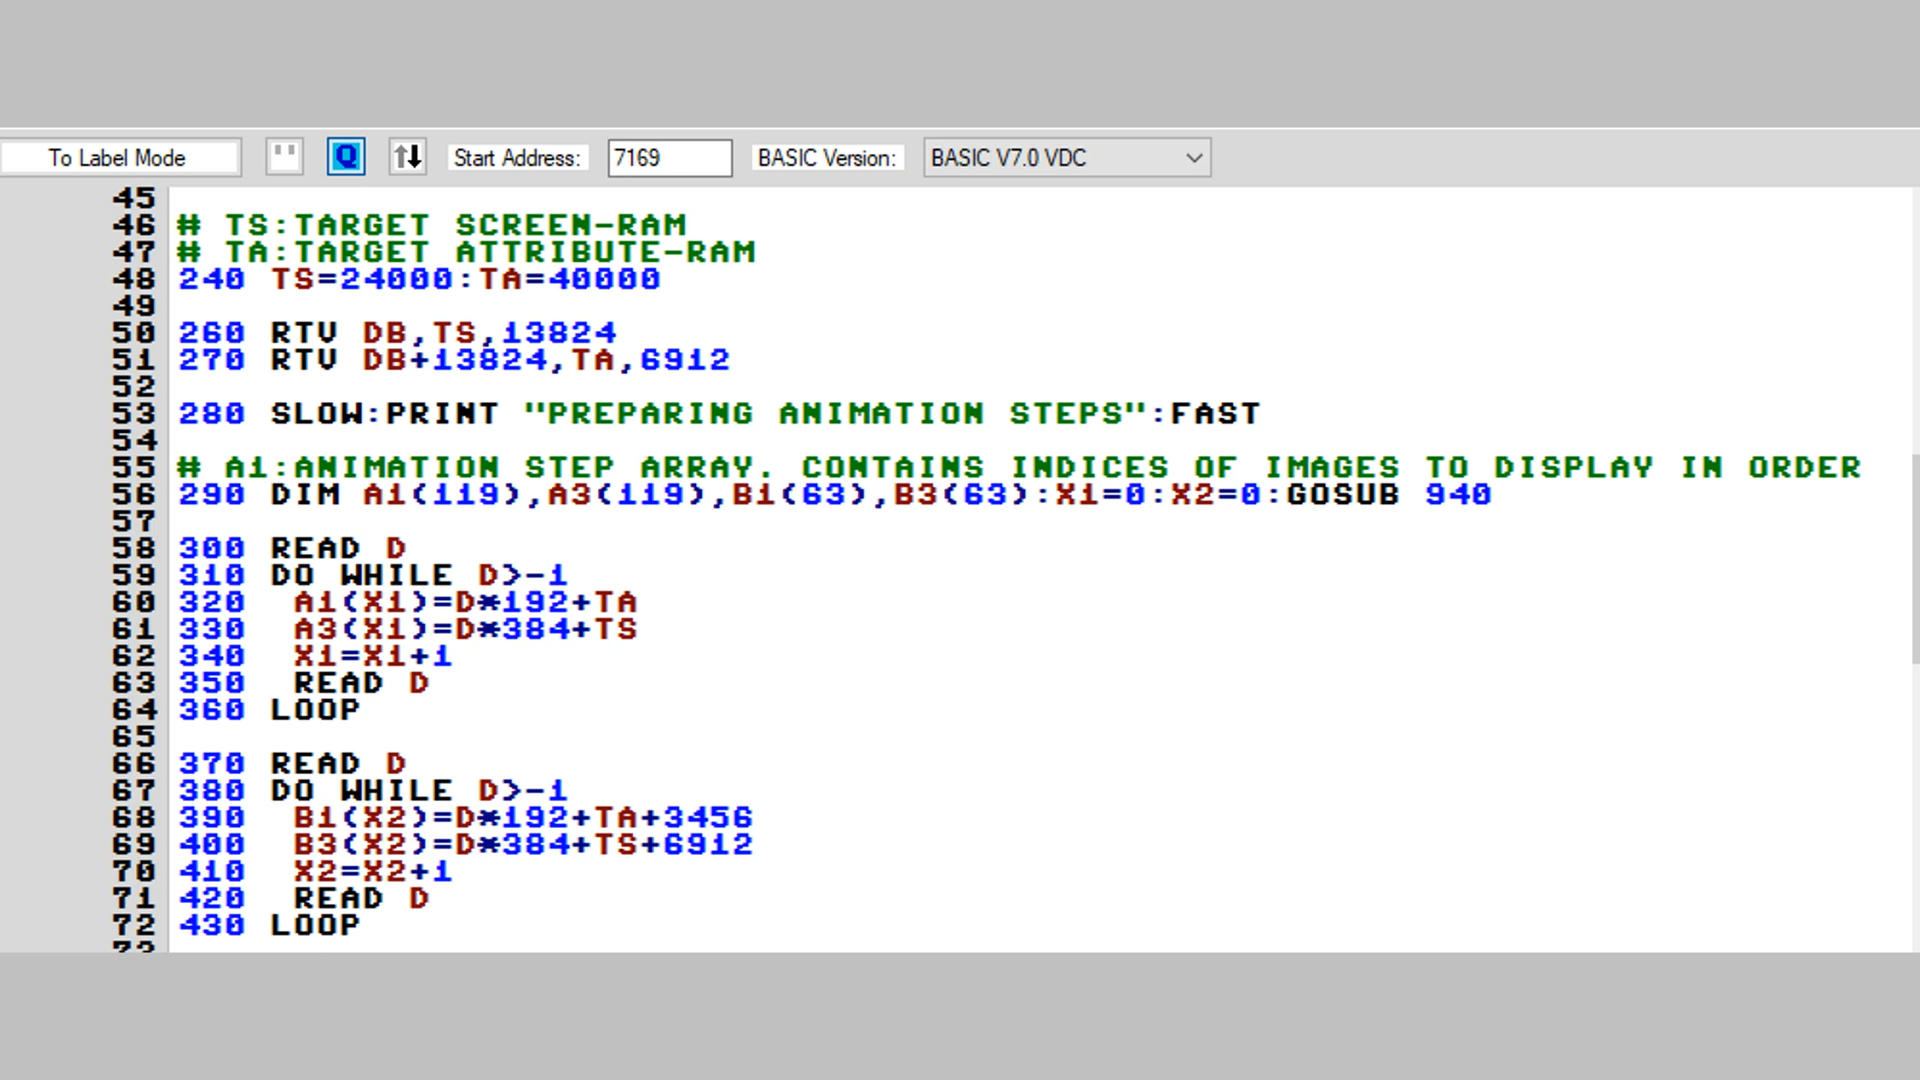 To Label Mode " Q Start Address: 7169 BASIC Version: BASIC V7.0 VDC
45
46 # TS:TARGET SCREEN-RAM
47 # TA:TARGET ATTRIBUTE-RAM
48 240 TS=24000:TA=40000
49
50 260 RTV DB,TS,13824
51 270 RTV DB+13824,TA,6912
52
53 280 SLOW:PRINT "PREPARING ANIMATION STEPS":FAST
54
55 # A1:ANIMATION STEP ARRAY. CONTAINS INDICES OF IMAGES TO DISPLAY IN ORDER
56 290 DIM A1(119),A3(119),B1(63),B3(63):X1=0:X2=0:GOSUB 940
57
58 300 READ D
59 310 DO WHILE D>-1
60 320  A1(X1)=D*192+TA
61 330  A3(X1)=D*384+TS
62 340  X1=X1+1
63 350  READ D
64 360 LOOP
65
66 370 READ D
67 380 DO WHILE D>-1
68 390  B1(X2)=D*192+TA+3456
69 400  B3(X2)=D*384+TS+6912
70 410  X2=X2+1
71 420  READ D
72 430 LOOP
73